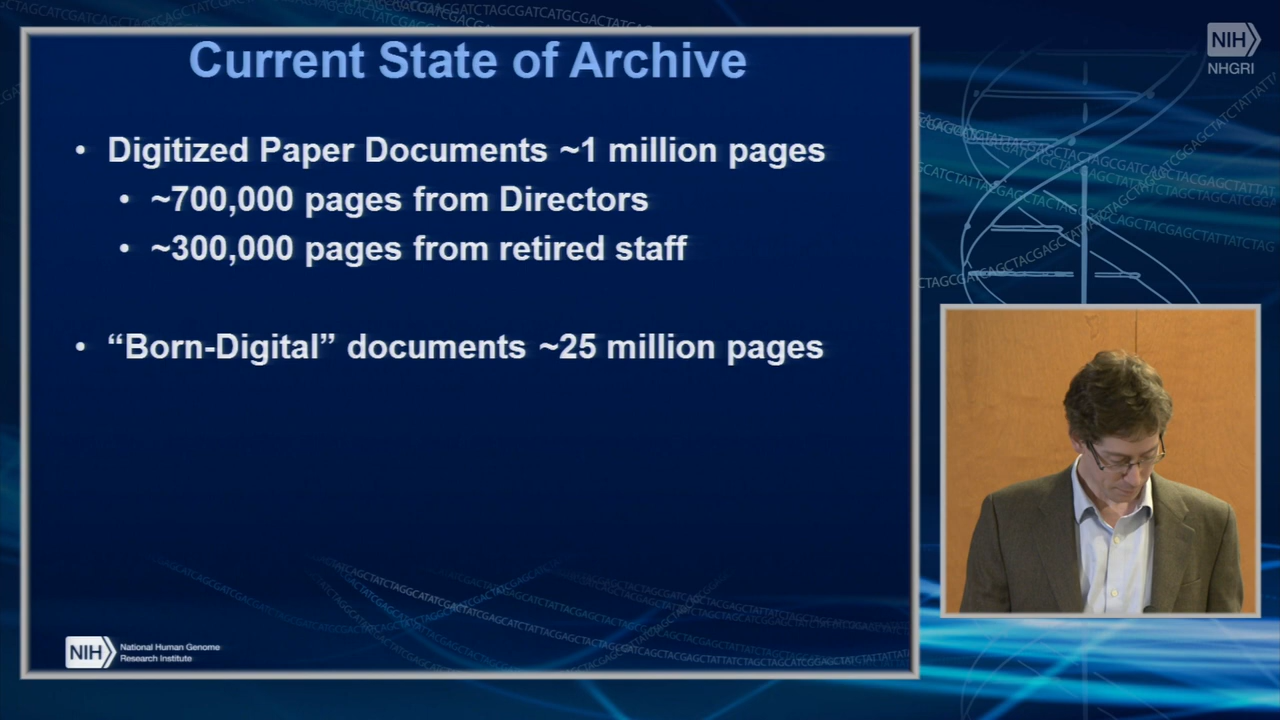 Current State of Archive
• Digitized Paper Documents ~1 million pages
• ~700,000 pages from Directors
• ~300,000 pages from retired staff
• “Born-Digital” documents ~25 million pages
NIH
National Human Genome
Research Institute
NIH
NHGRI